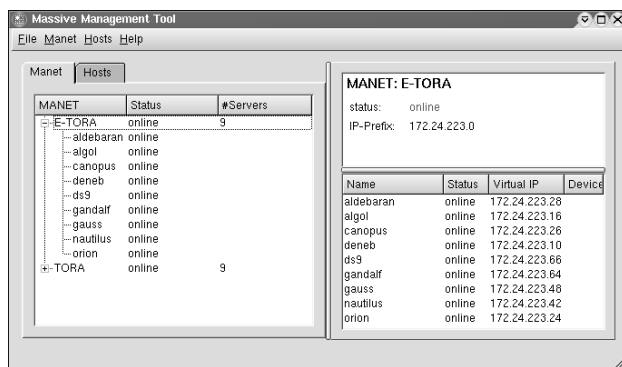 Massive Management Tool
File Manet Hosts Help
Manet Hosts
MANET Status #Servers
E-TORA online 9
aldebaran online
algol online
canopus online
deneb online
ds9 online
gandalf online
gauss online
nautilus online
orion online
TORA online 9
MANET: E-TORA
status: online
IP-Prefix: 172.24.223.0
Name Status Virtual IP Device
aldebaran online 172.24.223.28
algol online 172.24.223.16
canopus online 172.24.223.26
deneb online 172.24.223.10
ds9 online 172.24.223.66
gandalf online 172.24.223.64
gauss online 172.24.223.48
nautilus online 172.24.223.42
orion online 172.24.223.24